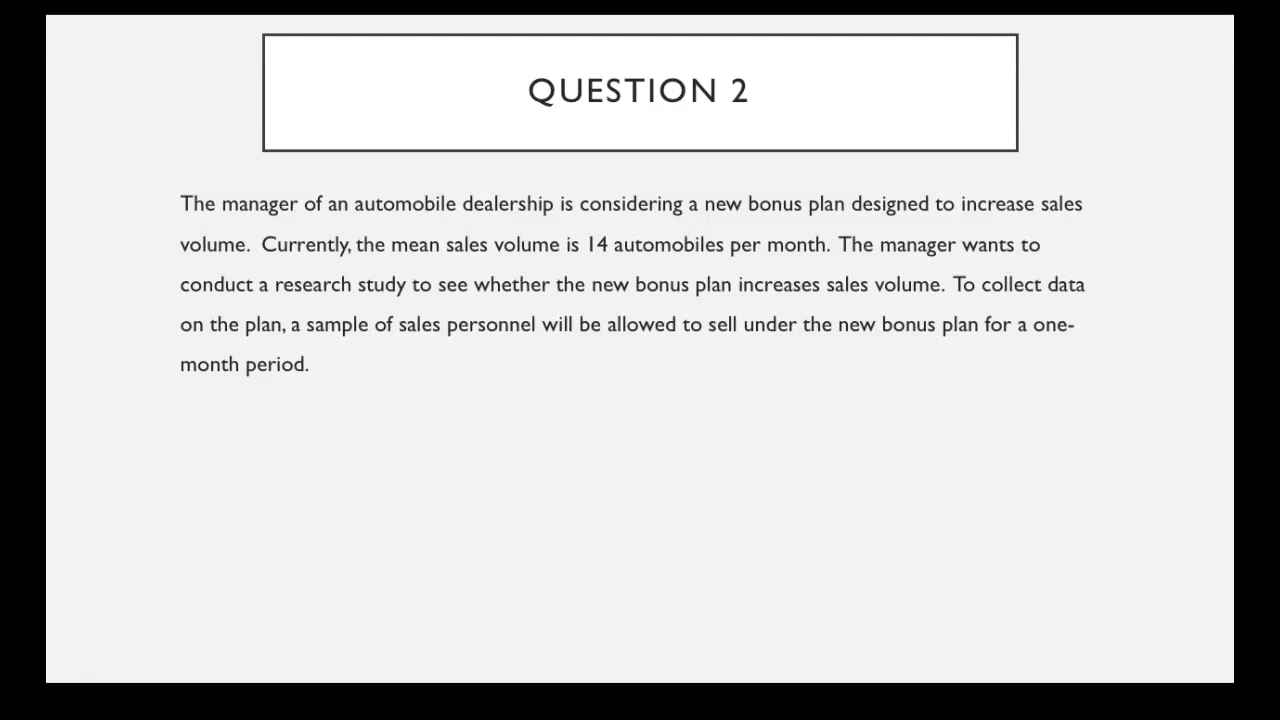 QUESTION 2
The manager of an automobile dealership is considering a new bonus plan designed to increase sales
volume.  Currently, the mean sales volume is 14 automobiles per month. The manager wants to
conduct a research study to see whether the new bonus plan increases sales volume. To collect data
on the plan, a sample of sales personnel will be allowed to sell under the new bonus plan for a one-
month period.